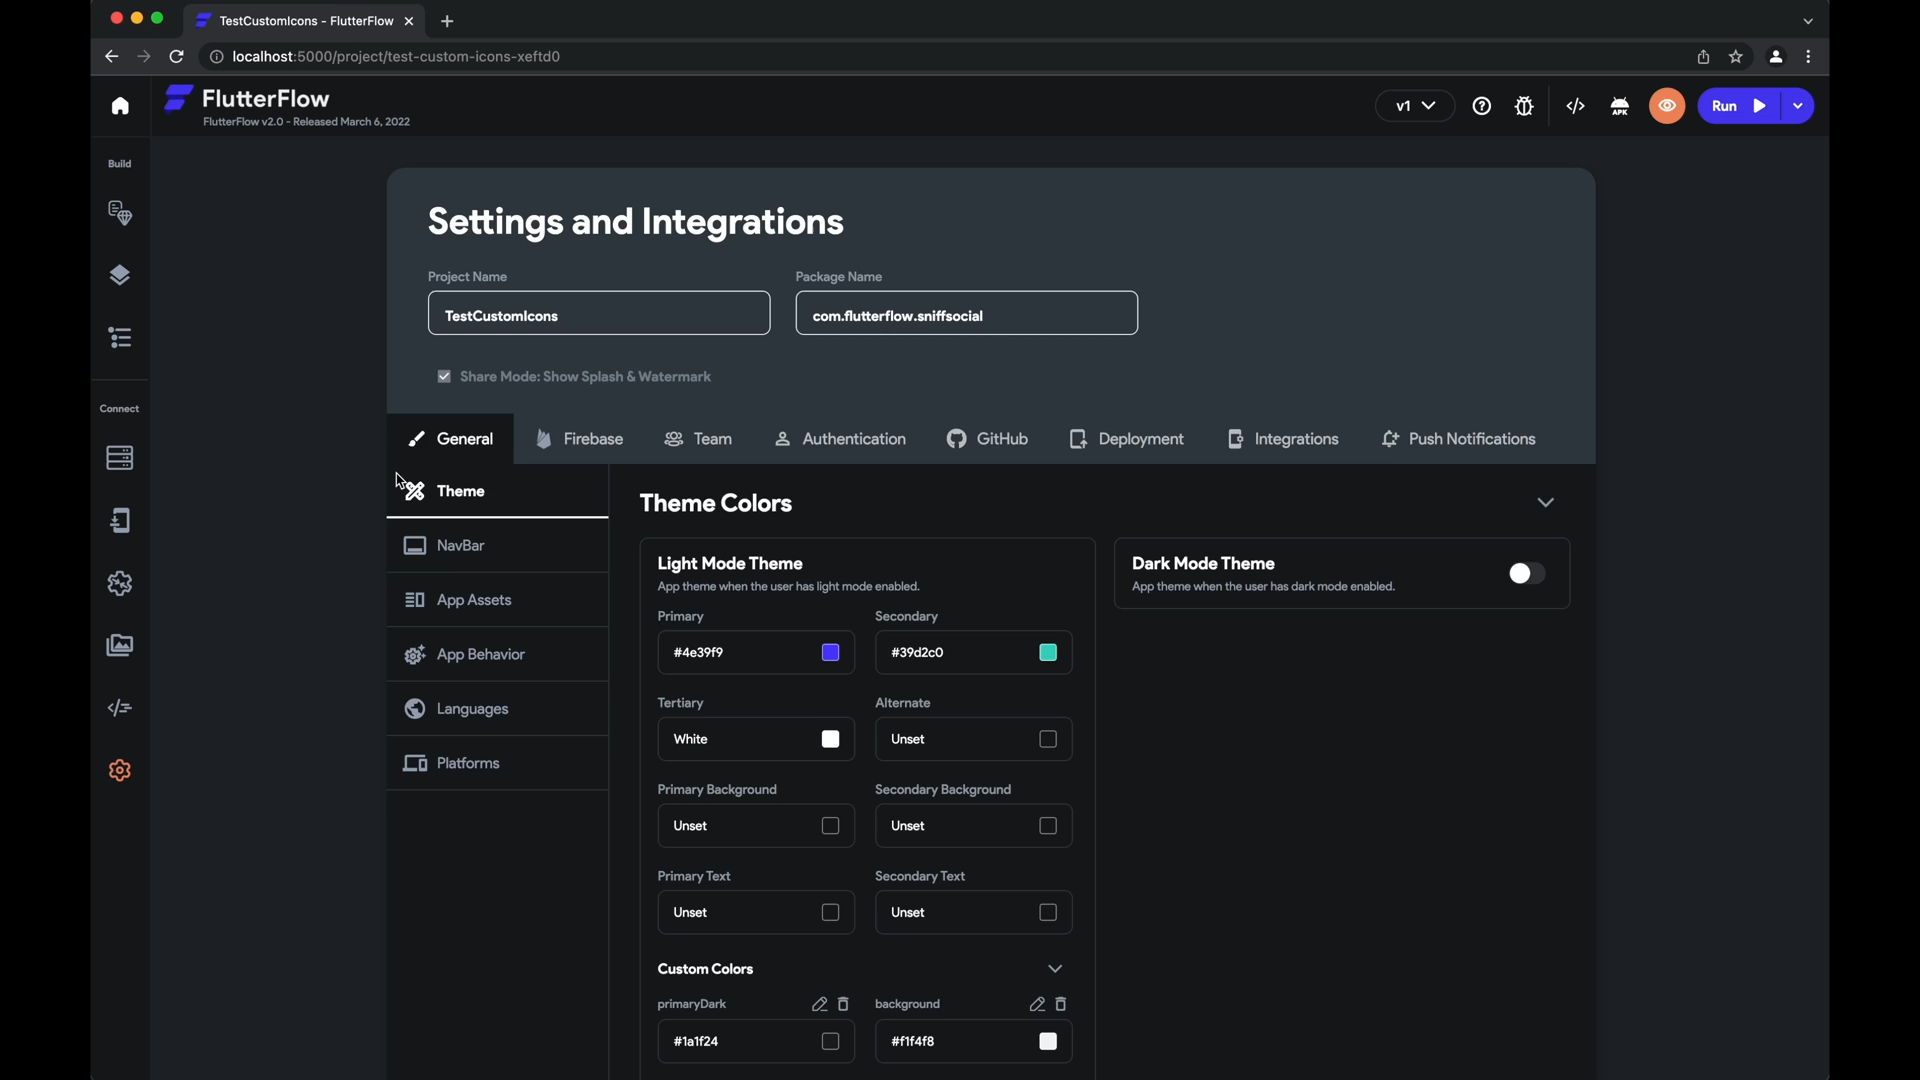 TestCustomIcons - FlutterFlow
localhost:5000/project/test-custom-icons-xeftd0
FlutterFlow
FlutterFlow v2.0 - Released March 6, 2022
v1
APK
Run
Build
Connect
Settings and Integrations
Project Name
Package Name
TestCustomIcons
com.flutterflow.sniffsocial
Share Mode: Show Splash & Watermark
General
Firebase
Team
Authentication
GitHub
Deployment
Integrations
Push Notifications
Theme
NavBar
App Assets
App Behavior
Languages
Platforms
Theme Colors
Light Mode Theme
App theme when the user has light mode enabled.
Dark Mode Theme
App theme when the user has dark mode enabled.
Primary
Secondary
#4e39f9
#39d2c0
Tertiary
Alternate
White
Unset
Primary Background
Secondary Background
Unset
Unset
Primary Text
Secondary Text
Unset
Unset
Custom Colors
primaryDark
background
#1a1f24
#f1f4f8